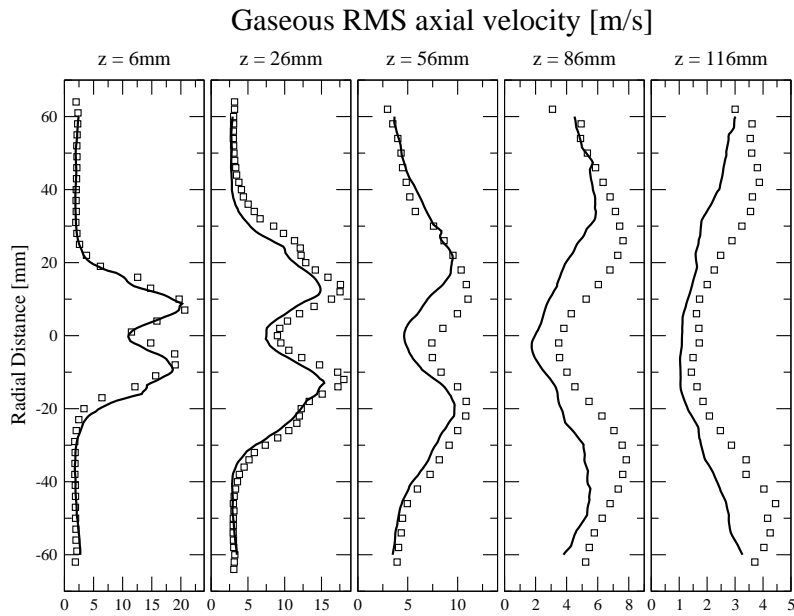 Gaseous RMS axial velocity [m/s]
z = 6mm z = 26mm z = 56mm z = 86mm z = 116mm
Radial Distance [mm]
60
40
20
0
-20
-40
-60
0 5 10 15 20
0 5 10 15
0 5 10
0 2 4 6 8
0 1 2 3 4 5